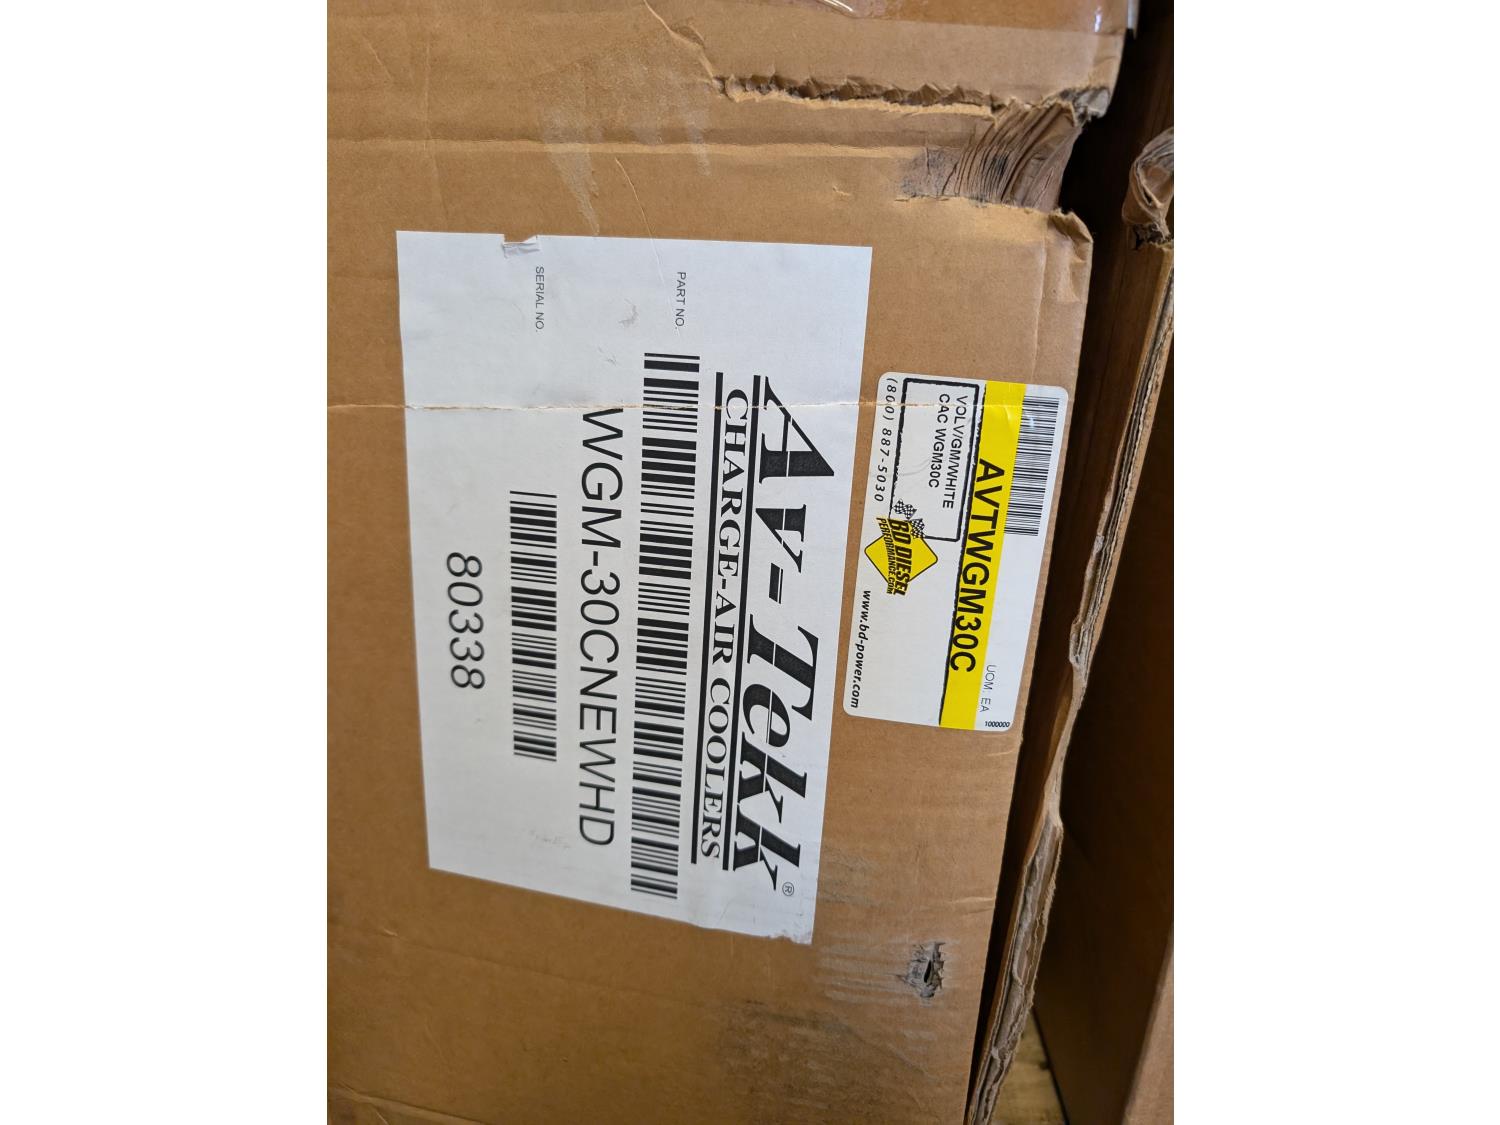 UOM: EA
1000000
AVTWGM30C
VOLV/GM/WHITE
CAC WGM30C
BD DIESEL
PERFORMANCE.COM
(800) 887-5030
www.bd-power.com
Av-Tekk®
CHARGE-AIR COOLERS
PART NO.
WGM-30CNEWHD
SERIAL NO.
80338